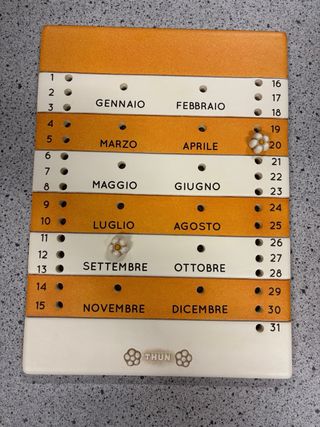 1 16
2 17
GENNAIO FEBBRAIO
3 18
4 19
5 MARZO APRILE 20
6 21
7 22
8 MAGGIO GIUGNO 23
9 24
10 LUGLIO AGOSTO 25
11 26
12 27
13 SETTEMBRE OTTOBRE 28
14 29
15 NOVEMBRE DICEMBRE 30
31
THUN